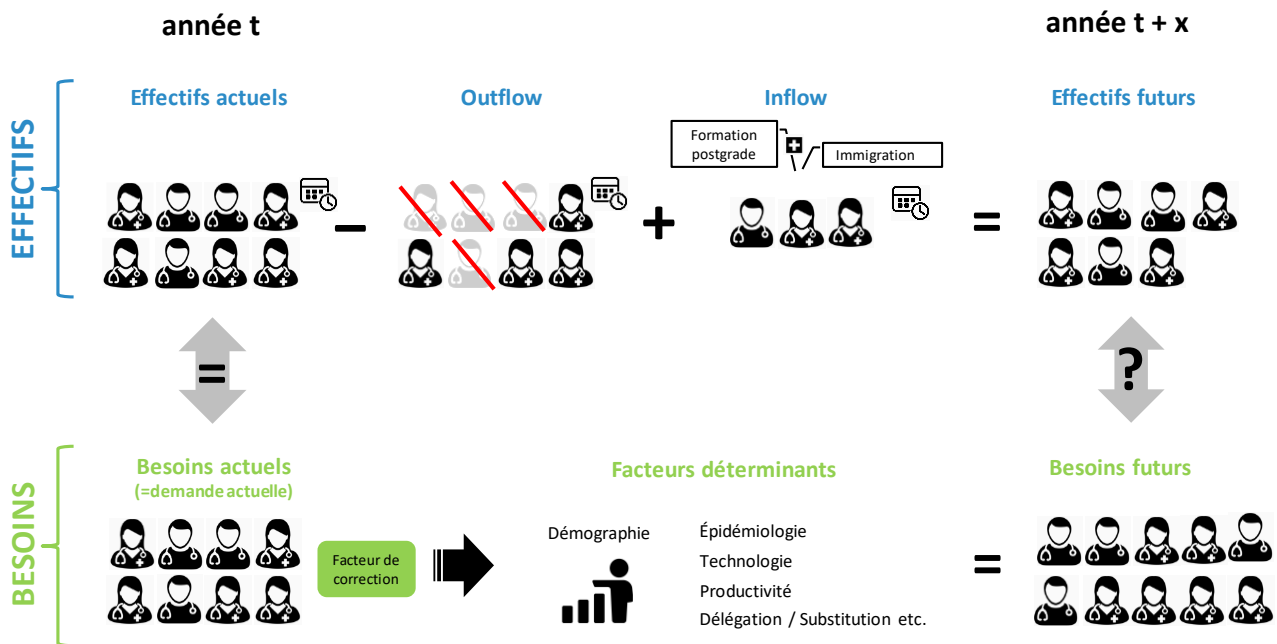 année t
année t + x
EFFECTIFS
Effectifs actuels
Outflow
Inflow
Effectifs futurs
Formation
postgrade
Immigration
–
+
=
=
?
BESOINS
Besoins actuels
(=demande actuelle)
Facteurs déterminants
Besoins futurs
Facteur de
correction
Démographie
Épidémiologie
Technologie
Productivité
Délégation / Substitution etc.
=